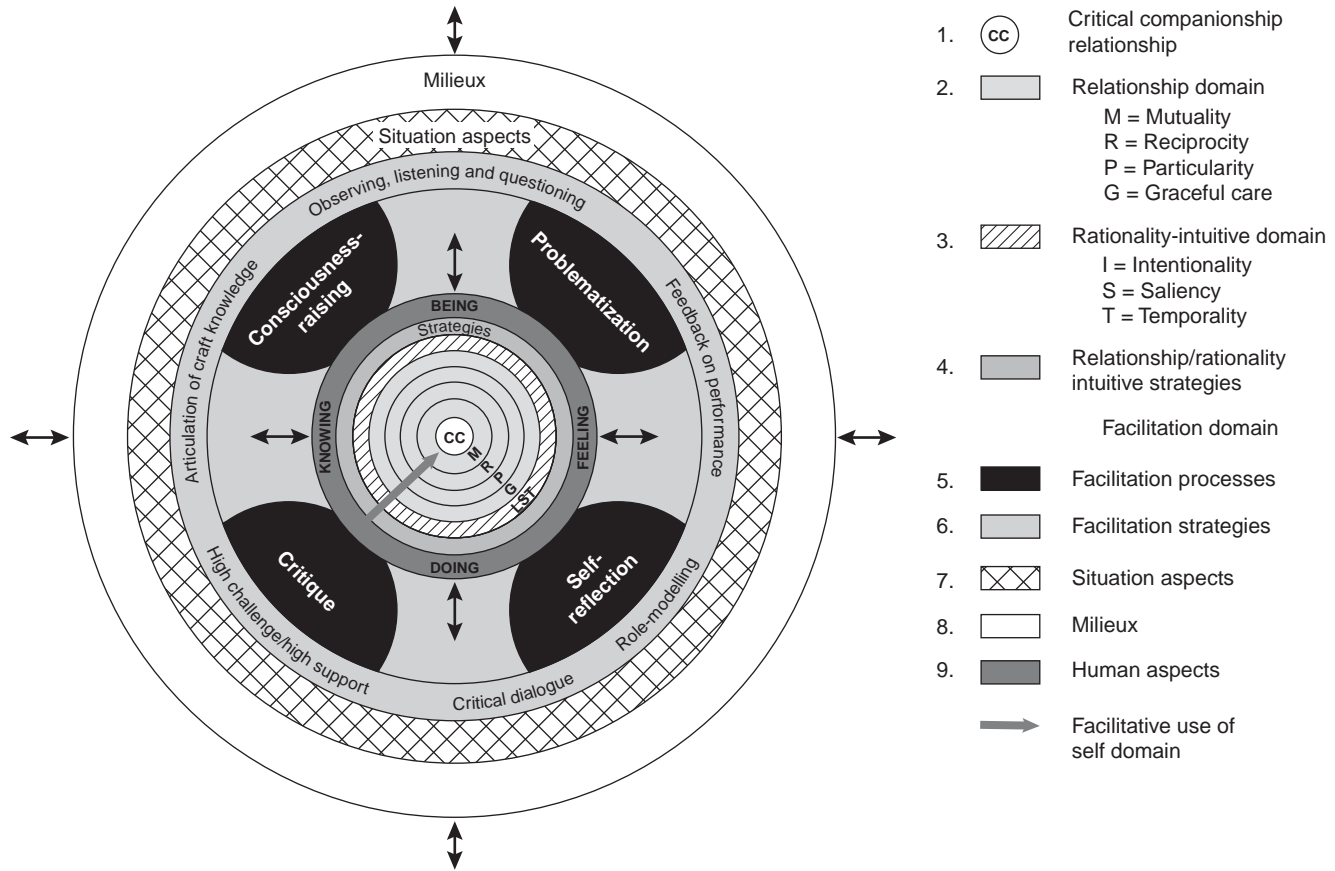 Milieux
Situation aspects
Observing, listening and questioning
Consciousness-
raising
Problematization
Articulation of craft knowledge
Feedback on performance
BEING
Strategies
KNOWING
FEELING
CC
M
R
P
G
I.ST
DOING
Critique
Self-
reflection
High challenge/high support
Critical dialogue
Role-modelling
1. CC Critical companionship
relationship
2. Relationship domain
M = Mutuality
R = Reciprocity
P = Particularity
G = Graceful care
3. Rationality-intuitive domain
I = Intentionality
S = Saliency
T = Temporality
4. Relationship/rationality
intuitive strategies
Facilitation domain
5. Facilitation processes
6. Facilitation strategies
7. Situation aspects
8. Milieux
9. Human aspects
Facilitative use of
self domain